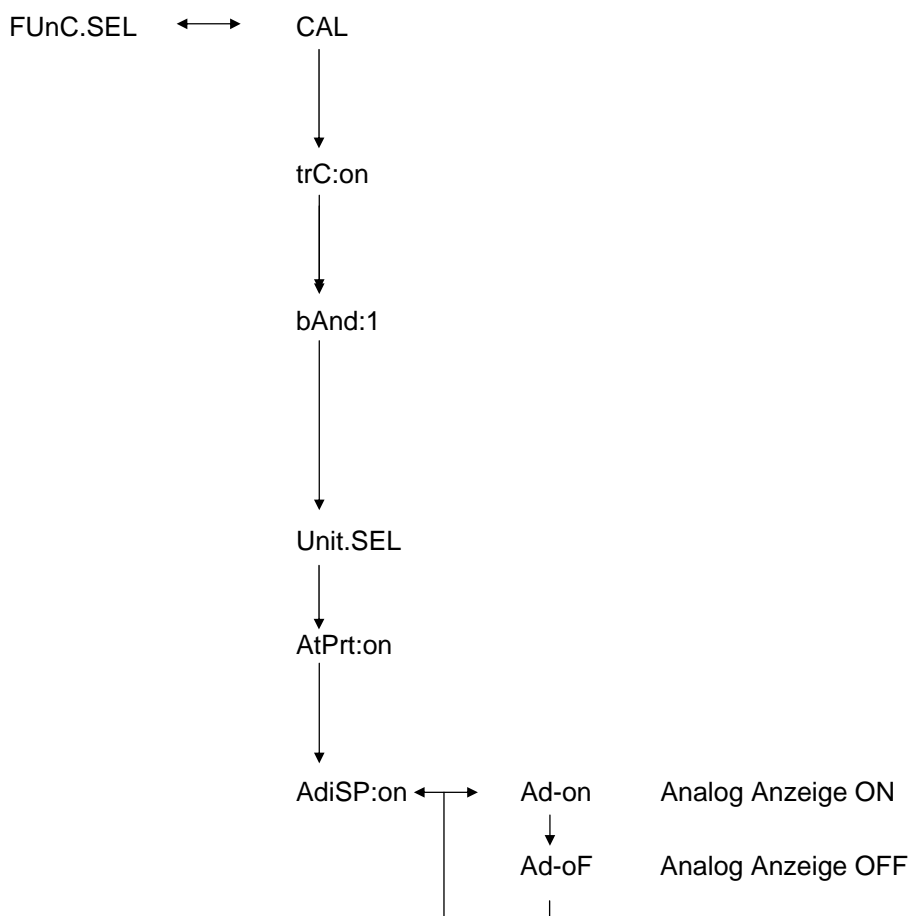 FUnC.SEL CAL
trC:on
bAnd:1
Unit.SEL
AtPrt:on
AdiSP:on Ad-on Analog Anzeige ON
Ad-oF Analog Anzeige OFF